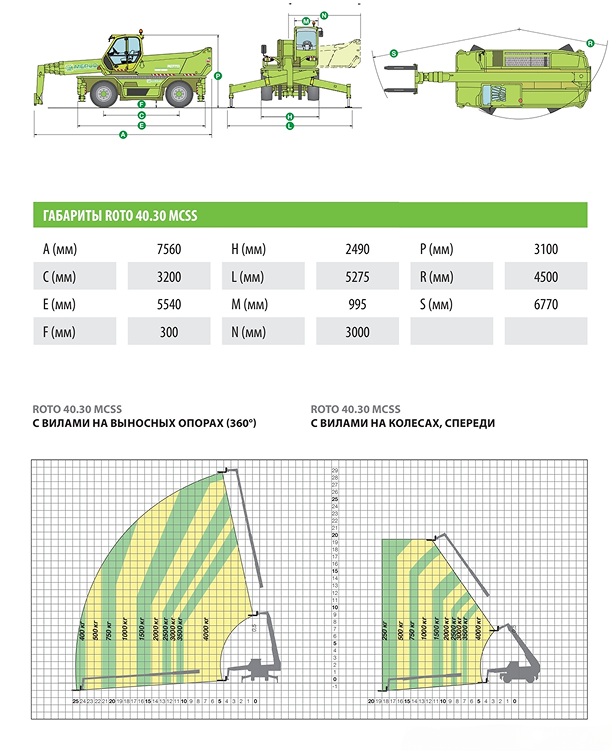 M N
S R
P
F
C
E
A
H
L
ГАБАРИТЫ ROTO 40.30 MCSS
A (мм) 7560 H (мм) 2490 P (мм) 3100
C (мм) 3200 L (мм) 5275 R (мм) 4500
E (мм) 5540 M (мм) 995 S (мм) 6770
F (мм) 300 N (мм) 3000
ROTO 40.30 MCSS
С ВИЛАМИ НА ВЫНОСНЫХ ОПОРАХ (360°)
ROTO 40.30 MCSS
С ВИЛАМИ НА КОЛЕСАХ, СПЕРЕДИ
29
28
27
26
25
24
23
22
21
20
19
18
17
16
15
14
13
12
11
10
9
8
7
6
5
4
3
2
1
0
-1
400 кг 500 кг 750 кг 1000 кг 1500 кг 2000 кг 2500 кг 3000 кг 3500 кг 4000 кг
0,5
250 кг 500 кг 750 кг 1000 кг 1500 кг 2000 кг 2500 кг 3000 кг 3500 кг 4000 кг
25 24 23 22 21 20 19 18 17 16 15 14 13 12 11 10 9 8 7 6 5 4 3 2 1 0
20 19 18 17 16 15 14 13 12 11 10 9 8 7 6 5 4 3 2 1 0